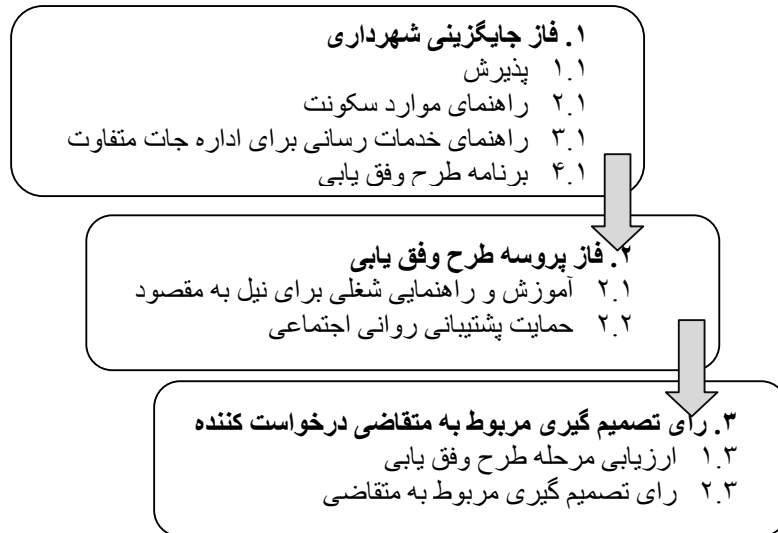 ۱. فاز جایگزینی شهرداری
۱.۱ پذیرش
۲.۱ راهنمای موارد سکونت
۳.۱ راهنمای خدمات رسانی برای اداره جات متفاوت
۴.۱ برنامه طرح وفق یابی
۲. فاز پروسه طرح وفق یابی
۱.۲ آموزش و راهنمایی شغلی برای نیل به مقصود
۲.۲ حمایت پشتیبانی روانی اجتماعی
۳. رای تصمیم گیری مربوط به متقاضی درخواست کننده
۱.۳ ارزیابی مرحله طرح وفق یابی
۲.۳ رای تصمیم گیری مربوط به متقاضی